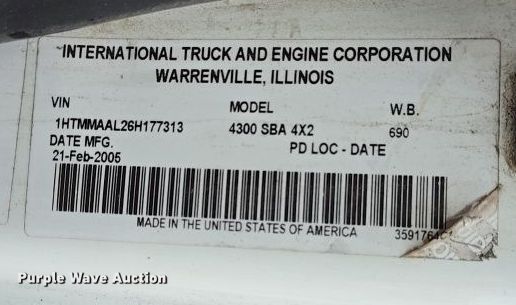 INTERNATIONAL TRUCK AND ENGINE CORPORATION
WARRENVILLE, ILLINOIS
VIN MODEL W.B.
1HTMMAAL26H177313 4300 SBA 4X2 690
DATE MFG. PD LOC - DATE
21-Feb-2005
MADE IN THE UNITED STATES OF AMERICA
Purple Wave Auction